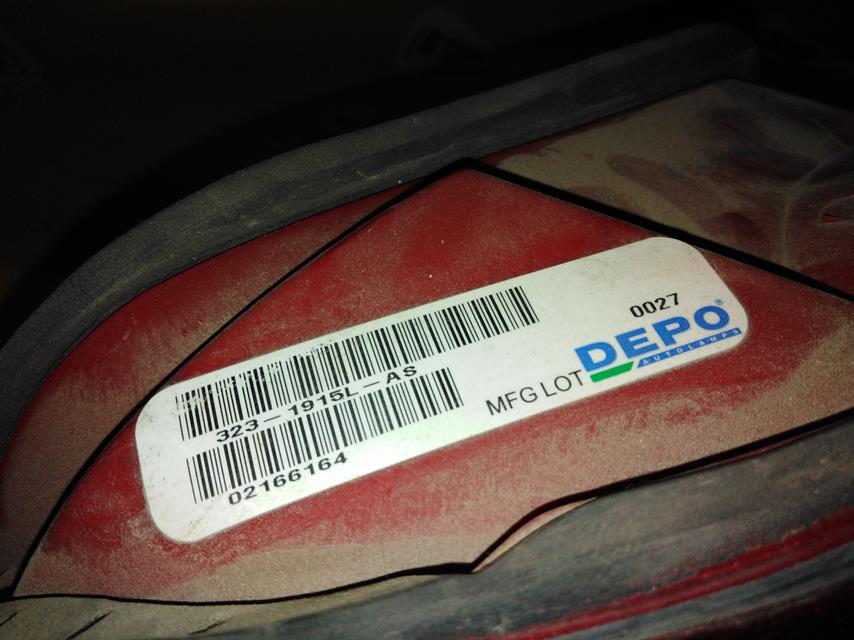 0027
DEPO®
AUTOLAMPS
MFG LOT
323-1915L-AS
02166164